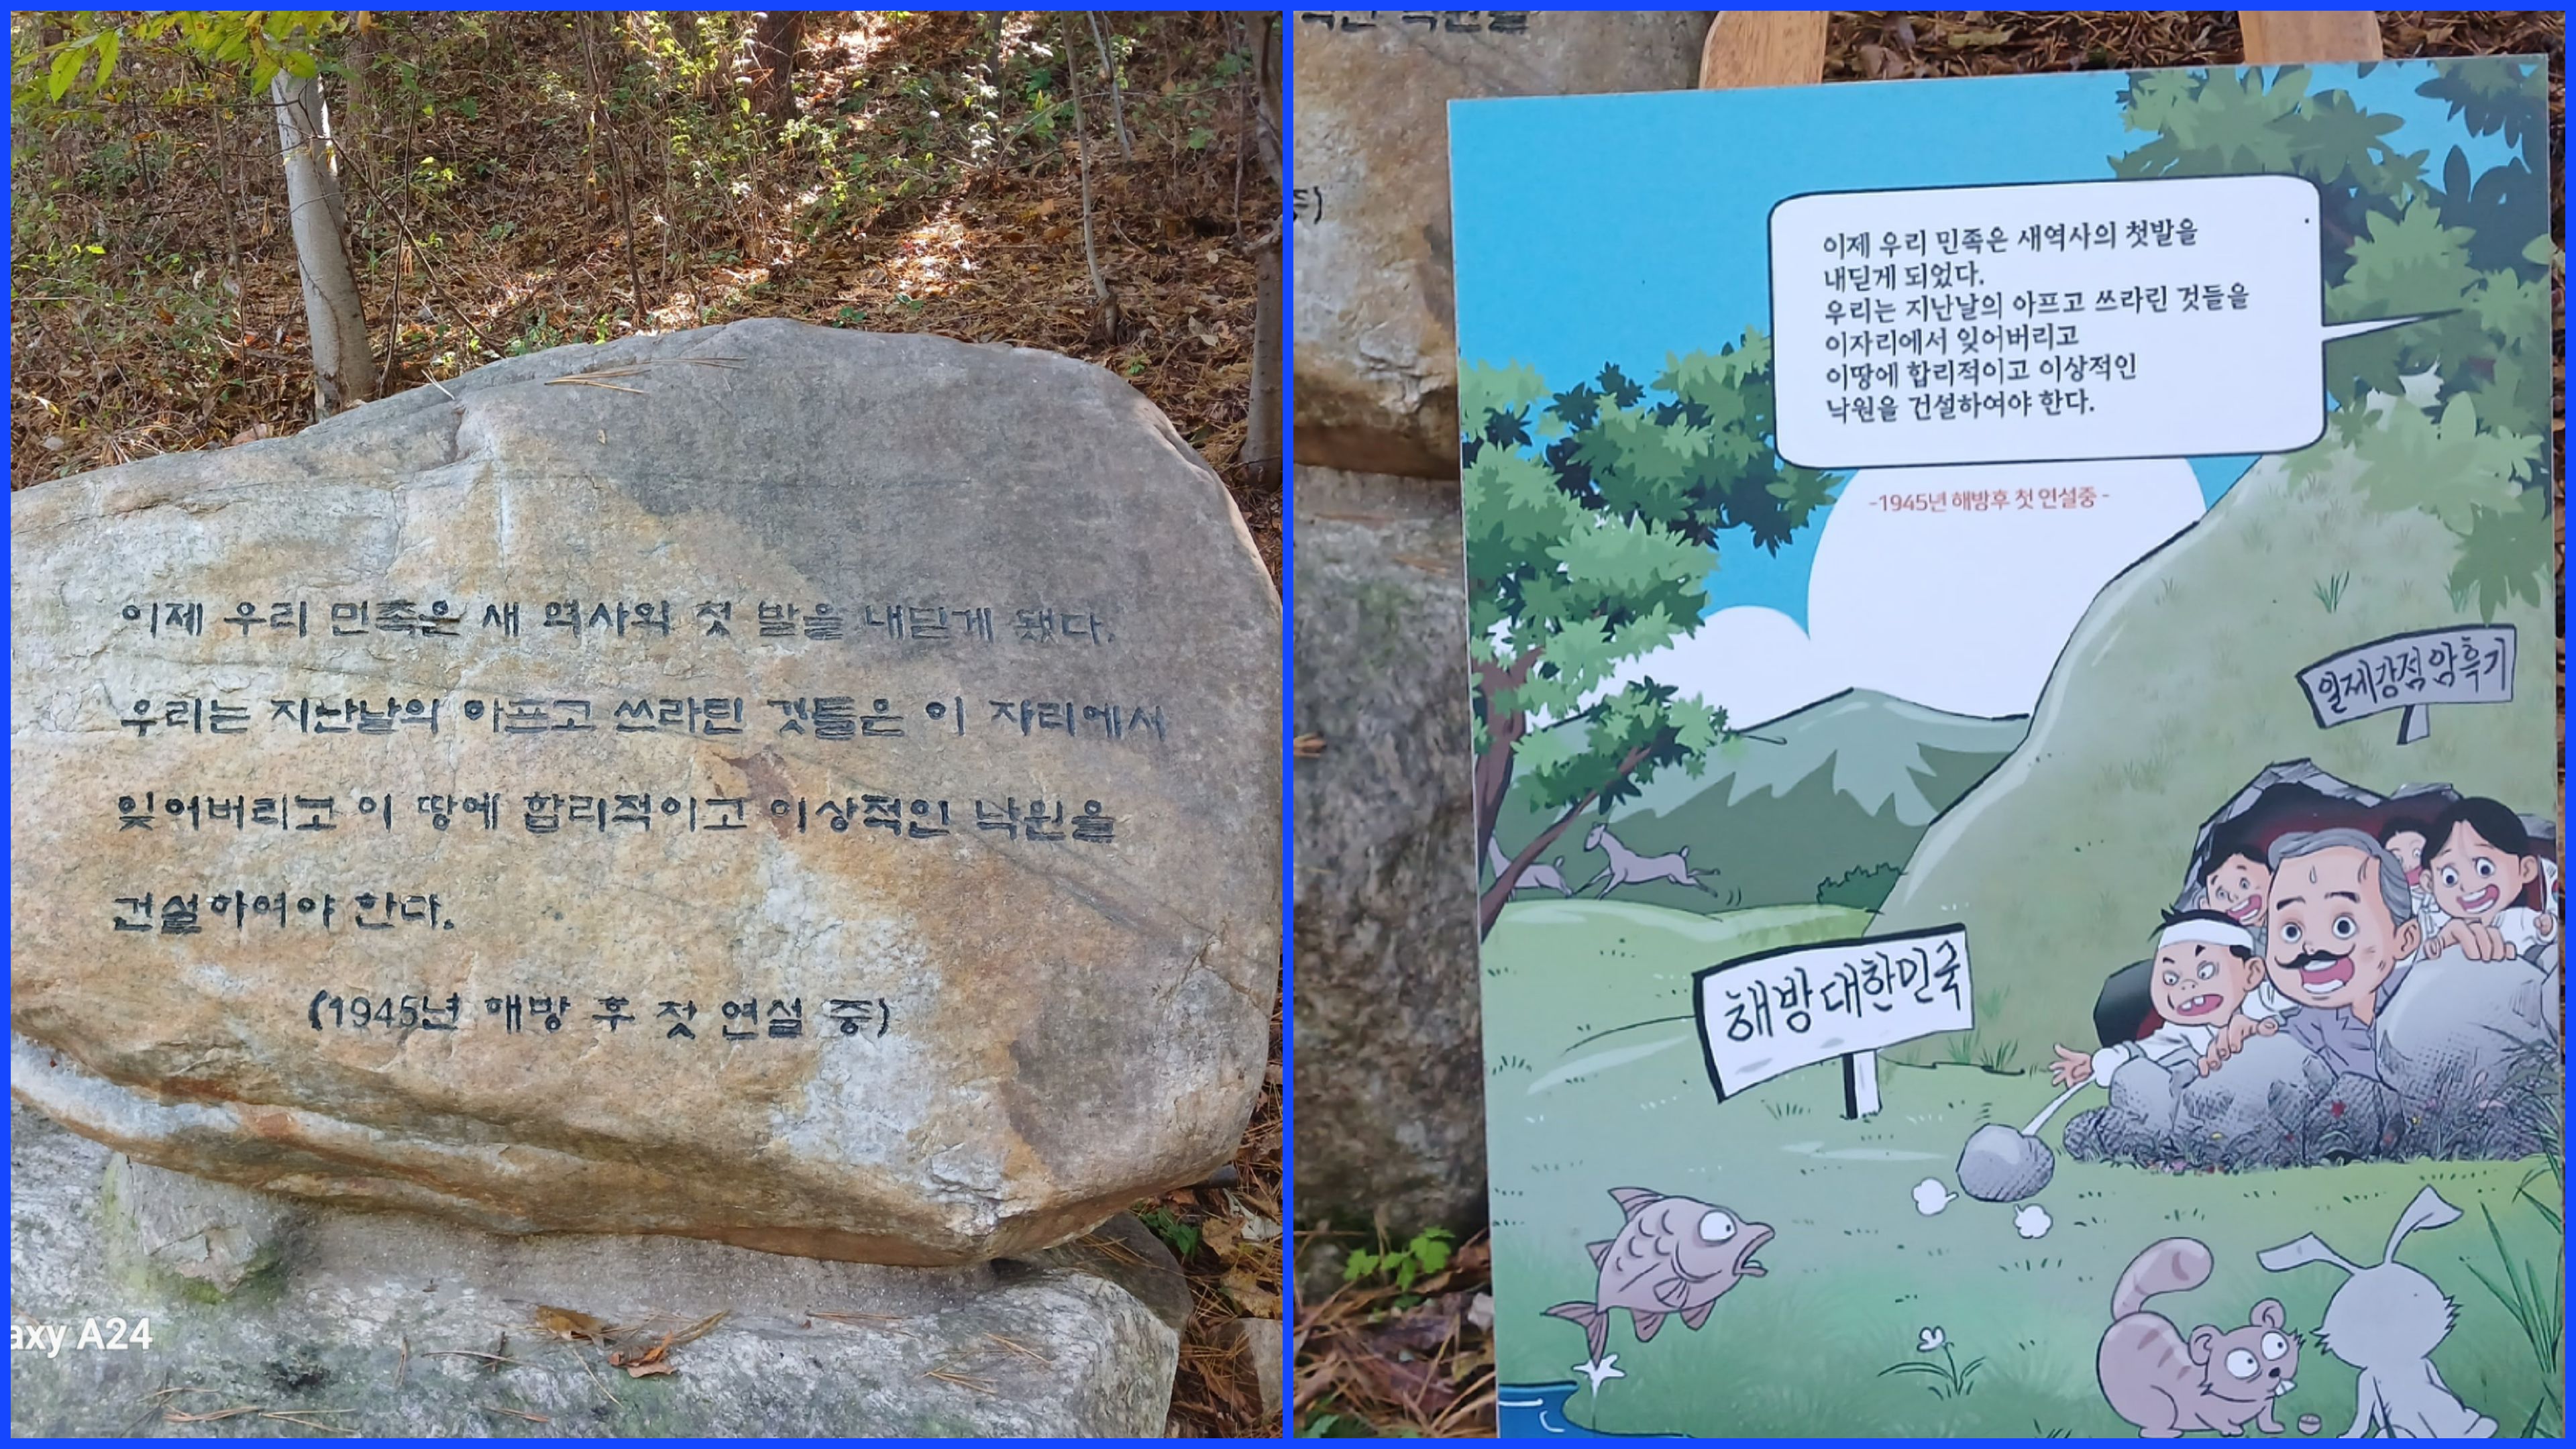 이제 우리 민족은 새 역사의 첫 발을 내딛게 됐다.
우리는 지난날의 아프고 쓰라린 것들은 이 자리에서
잊어버리고 이 땅에 합리적이고 이상적인 낙원을
건설하여야 한다.
(1945년 해방 후 첫 연설 중)
axy A24
중)
이제 우리 민족은 새역사의 첫발을
내딛게 되었다.
우리는 지난날의 아프고 쓰라린 것들을
이자리에서 잊어버리고
이땅에 합리적이고 이상적인
낙원을 건설하여야 한다.
-1945년 해방후 첫 연설중-
일제강점암흑기
해방대한민국